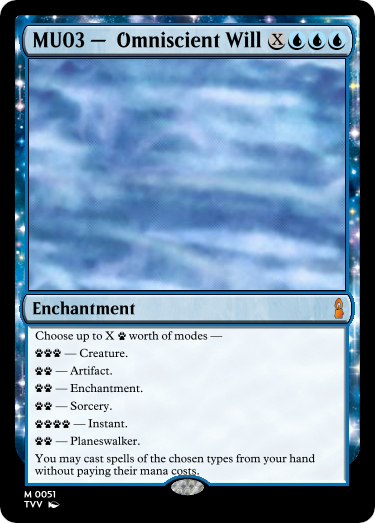 MU03 — Omniscient Will X
Enchantment
Choose up to X worth of modes —
— Creature.
— Artifact.
— Enchantment.
— Sorcery.
— Instant.
— Planeswalker.
You may cast spells of the chosen types from your hand
without paying their mana costs.
M 0051
TVV